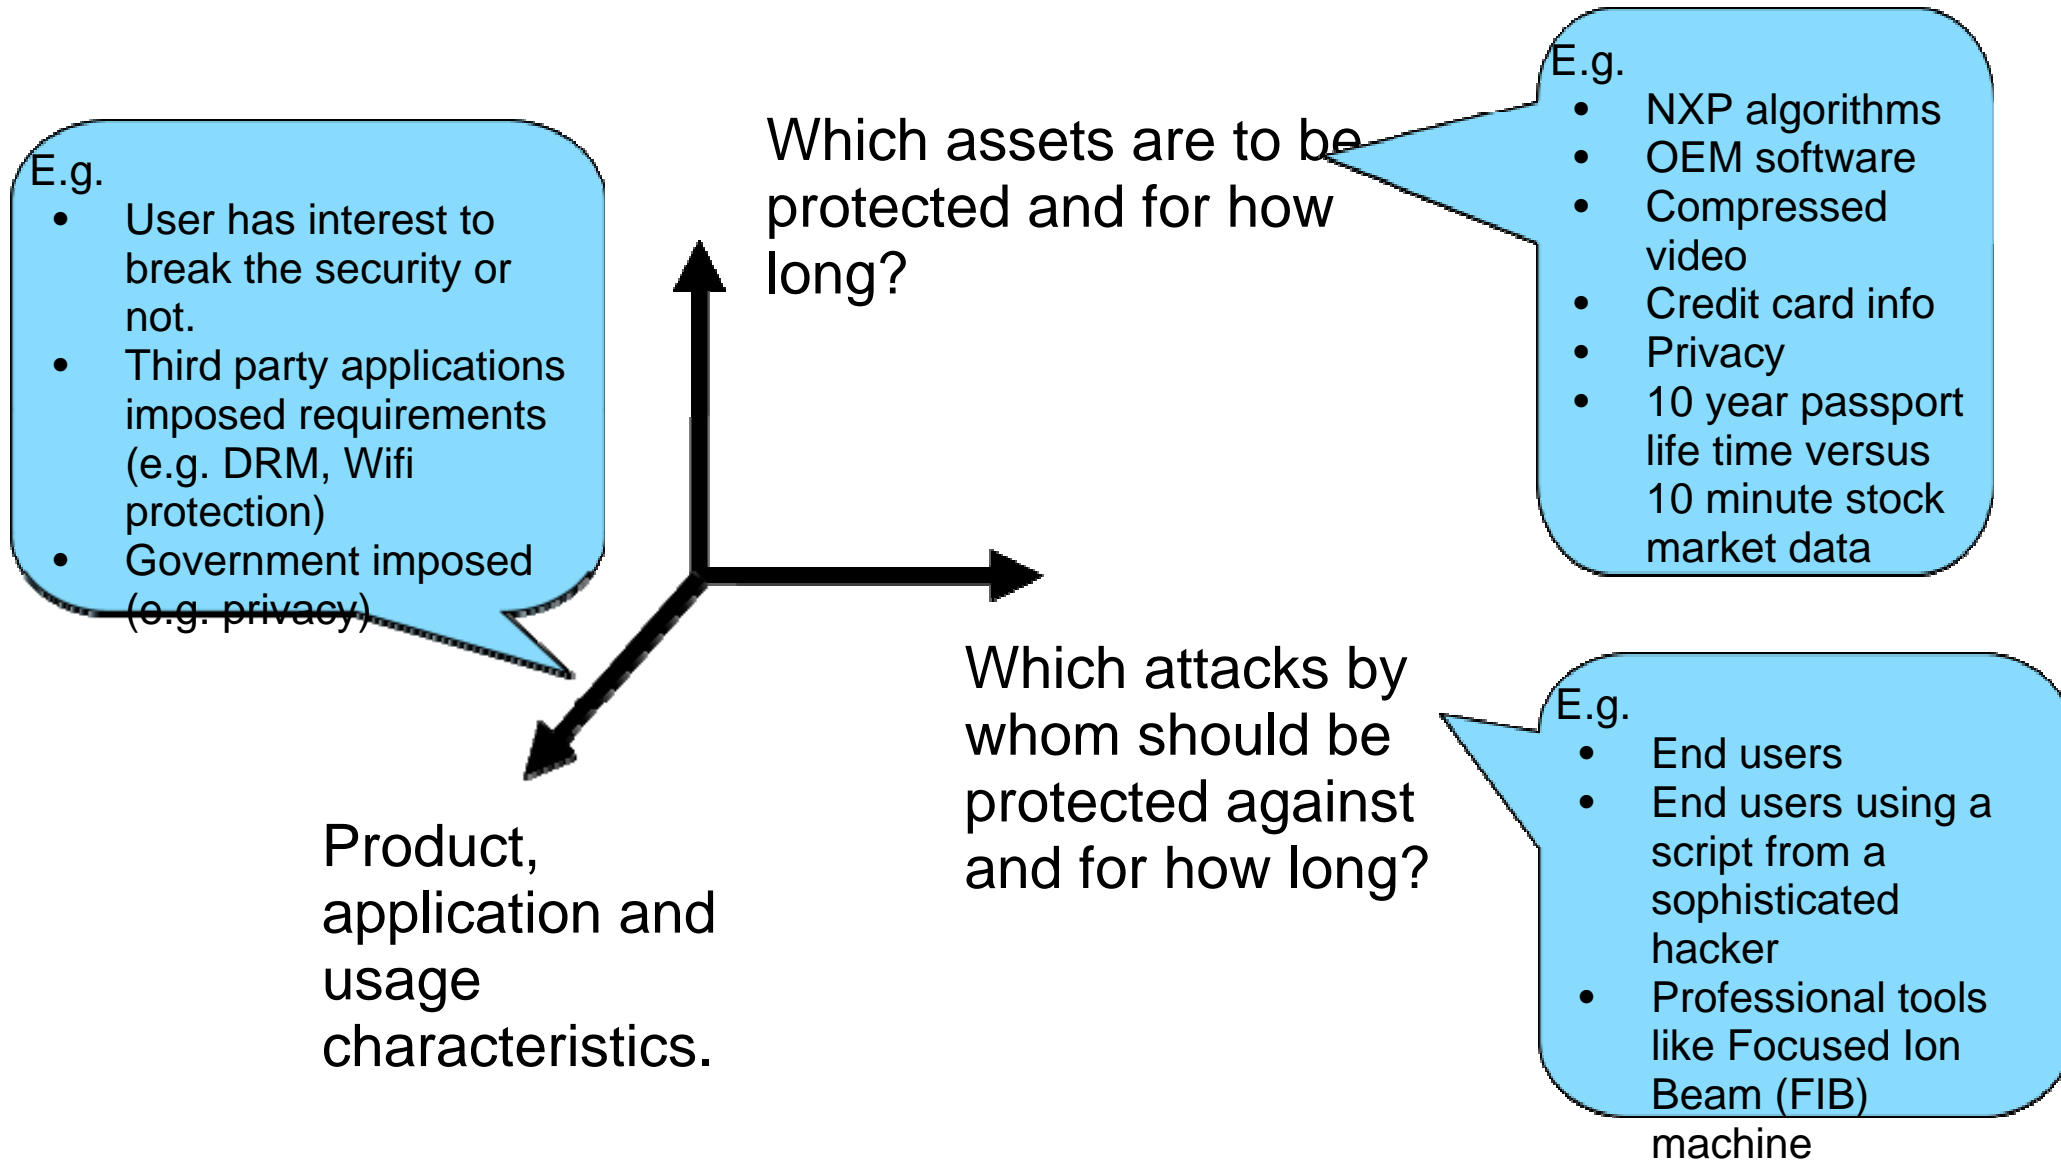 E.g.
• User has interest to
break the security or
not.
• Third party applications
imposed requirements
(e.g. DRM, Wifi
protection)
• Government imposed
(e.g. privacy)
Which assets are to be
protected and for how
long?
E.g.
• NXP algorithms
• OEM software
• Compressed
video
• Credit card info
• Privacy
• 10 year passport
life time versus
10 minute stock
market data
Product,
application and
usage
characteristics.
Which attacks by
whom should be
protected against
and for how long?
E.g.
• End users
• End users using a
script from a
sophisticated
hacker
• Professional tools
like Focused Ion
Beam (FIB)
machine